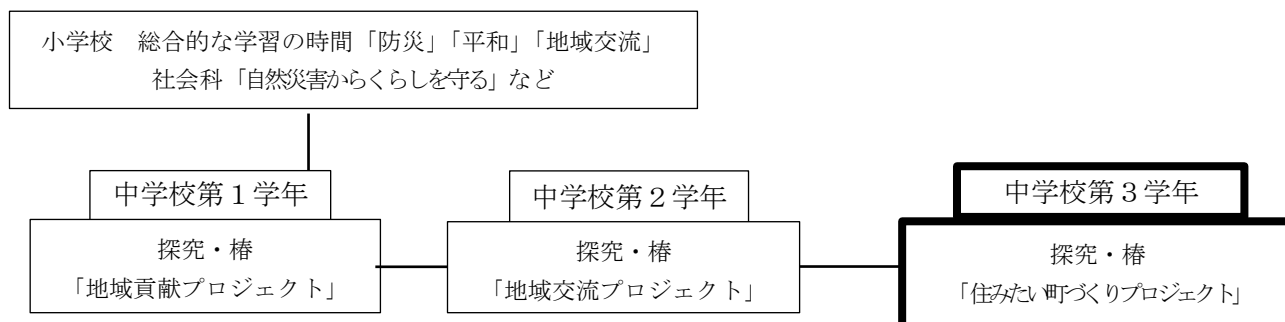 小学校　総合的な学習の時間「防災」「平和」「地域交流」
社会科「自然災害からくらしを守る」など
中学校第１学年
探究・椿
「地域貢献プロジェクト」
中学校第２学年
探究・椿
「地域交流プロジェクト」
中学校第３学年
探究・椿
「住みたい町づくりプロジェクト」